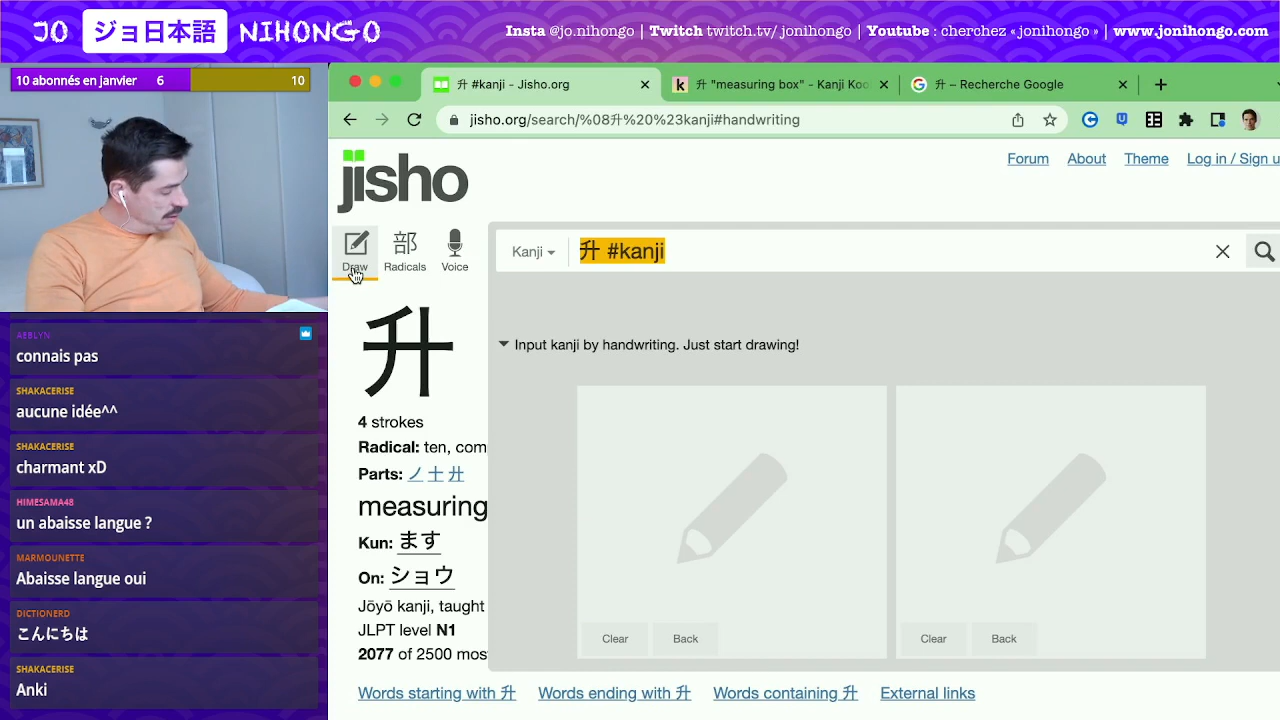 JO ジョ日本語 NIHONGO
Insta @jo.nihongo | Twitch twitch.tv/jonihongo | Youtube : cherchez « jonihongo » | www.jonihongo.com
10 abonnés en janvier 6 10
升 #kanji - Jisho.org
升 "measuring box" - Kanji Koo
升 – Recherche Google
jisho.org/search/%08升%20%23kanji#handwriting
jisho
Forum About Theme Log in / Sign u
Draw
部 Radicals
Voice
Kanji
升 #kanji
Input kanji by handwriting. Just start drawing!
Clear Back
Clear Back
升
4 strokes
Radical: ten, com
Parts: ノ 土 廾
measuring
Kun: ます
On: ショウ
Jōyō kanji, taught
JLPT level N1
2077 of 2500 mos
Words starting with 升 Words ending with 升 Words containing 升 External links
AEBLYN
connais pas
SHAKACERISE
aucune idée^^
SHAKACERISE
charmant xD
HIMESAMA48
un abaisse langue ?
MARMOUNETTE
Abaisse langue oui
DICTIONERD
こんにちは
SHAKACERISE
Anki